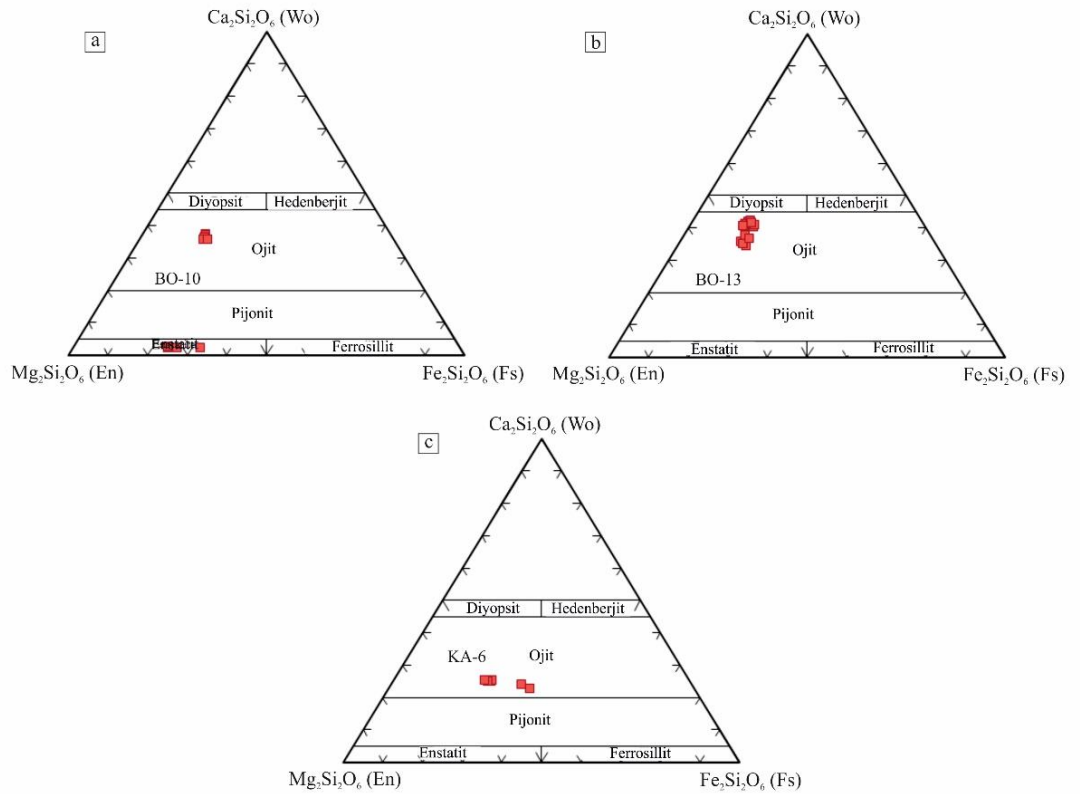 a
Ca₂Si₂O₆ (Wo)
Diyopsit
Hedenberjit
Ojit
BO-10
Pijonit
Enstatit
Ferrosillit
Mg₂Si₂O₆ (En)
Fe₂Si₂O₆ (Fs)
b
Ca₂Si₂O₆ (Wo)
Diyopsit
Hedenberjit
Ojit
BO-13
Pijonit
Enstatit
Ferrosillit
Mg₂Si₂O₆ (En)
Fe₂Si₂O₆ (Fs)
c
Ca₂Si₂O₆ (Wo)
Diyopsit
Hedenberjit
KA-6
Ojit
Pijonit
Enstatit
Ferrosillit
Mg₂Si₂O₆ (En)
Fe₂Si₂O₆ (Fs)